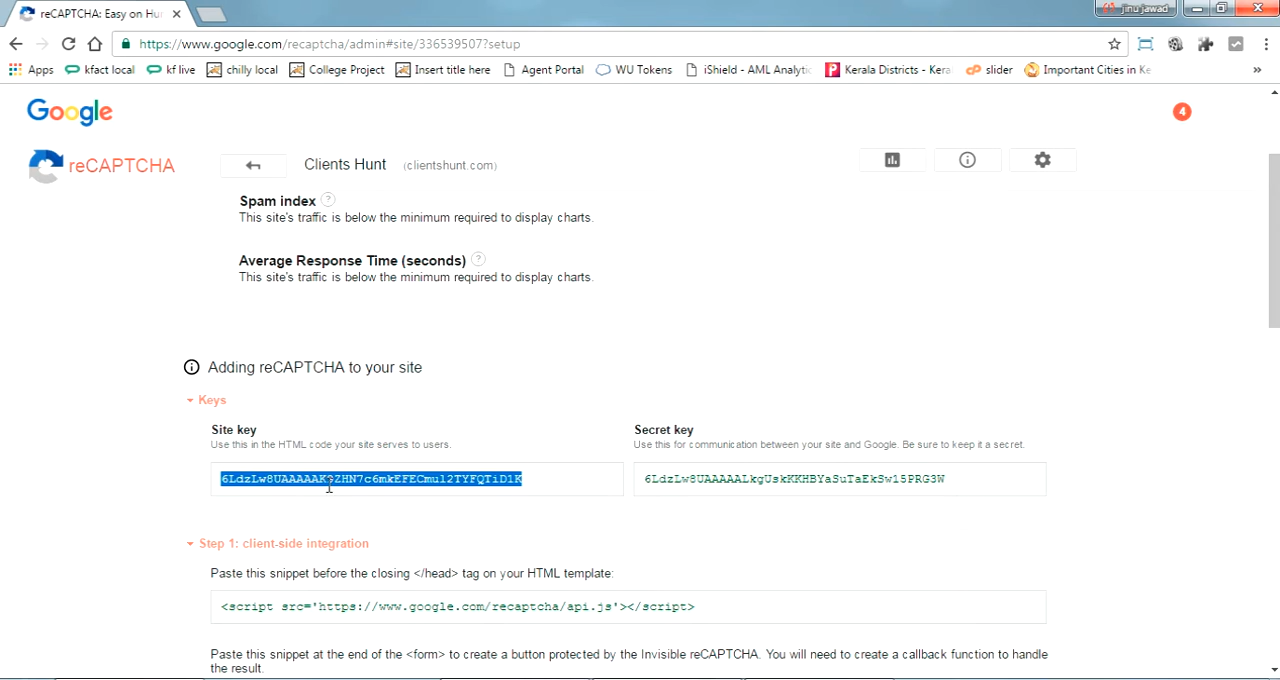 reCAPTCHA: Easy on Hu
jinu jawad
https://www.google.com/recaptcha/admin#site/336539507?setup
Apps kfact local kf live chilly local College Project Insert title here Agent Portal WU Tokens iShield - AML Analytic Kerala Districts - Kera slider Important Cities in Ke »
Google
4
reCAPTCHA
Clients Hunt (clientshunt.com)
Spam index ?
This site's traffic is below the minimum required to display charts.
Average Response Time (seconds) ?
This site's traffic is below the minimum required to display charts.
Adding reCAPTCHA to your site
Keys
Site key
Use this in the HTML code your site serves to users.
Secret key
Use this for communication between your site and Google. Be sure to keep it a secret.
6LdzLw8UAAAAALkgUskKKHBYaSuTaEkSw15PRG3W
Step 1: client-side integration
Paste this snippet before the closing </head> tag on your HTML template:
<script src='https://www.google.com/recaptcha/api.js'></script>
Paste this snippet at the end of the <form> to create a button protected by the Invisible reCAPTCHA. You will need to create a callback function to handle
the result.